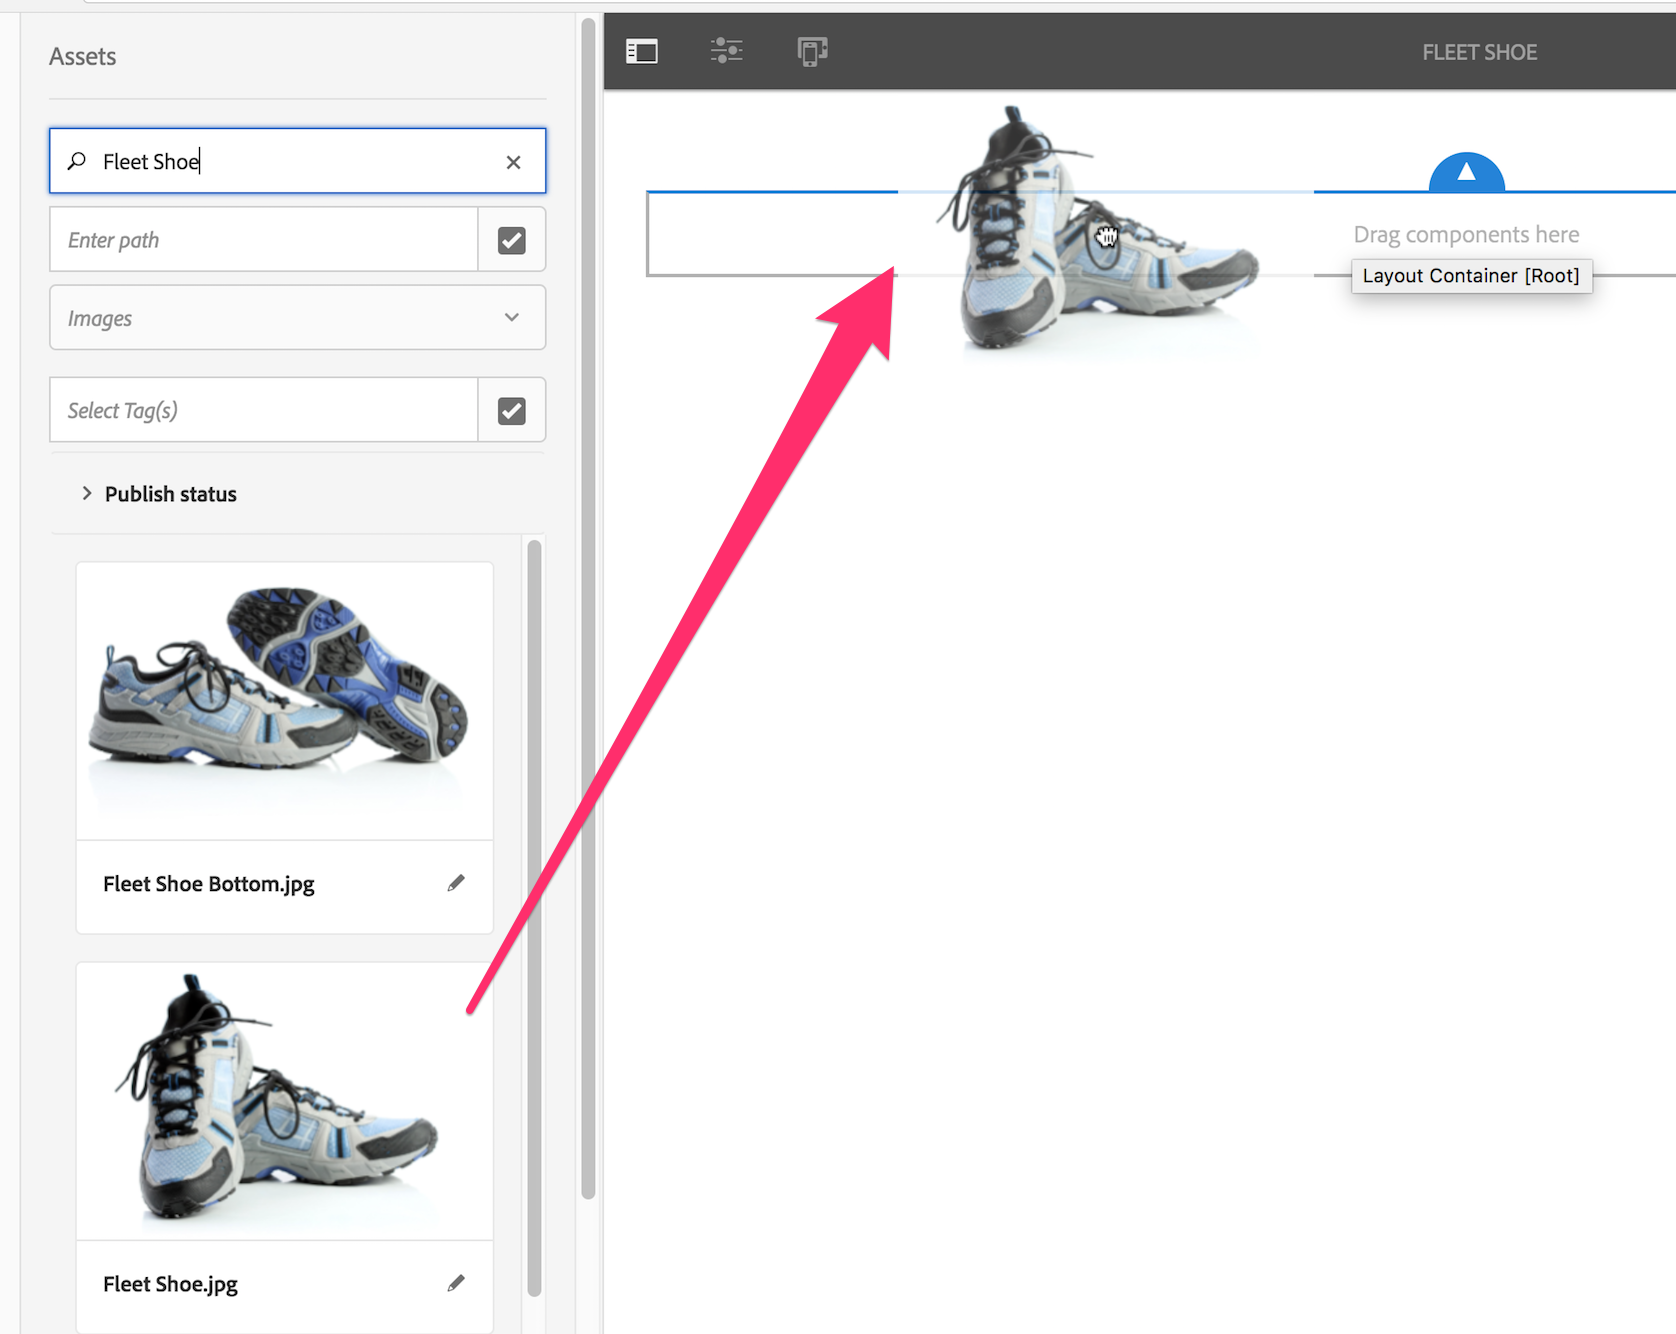 Assets
Fleet Shoe
Enter path
Images
Select Tag(s)
Publish status
Fleet Shoe Bottom.jpg
Fleet Shoe.jpg
FLEET SHOE
Drag components here
Layout Container [Root]